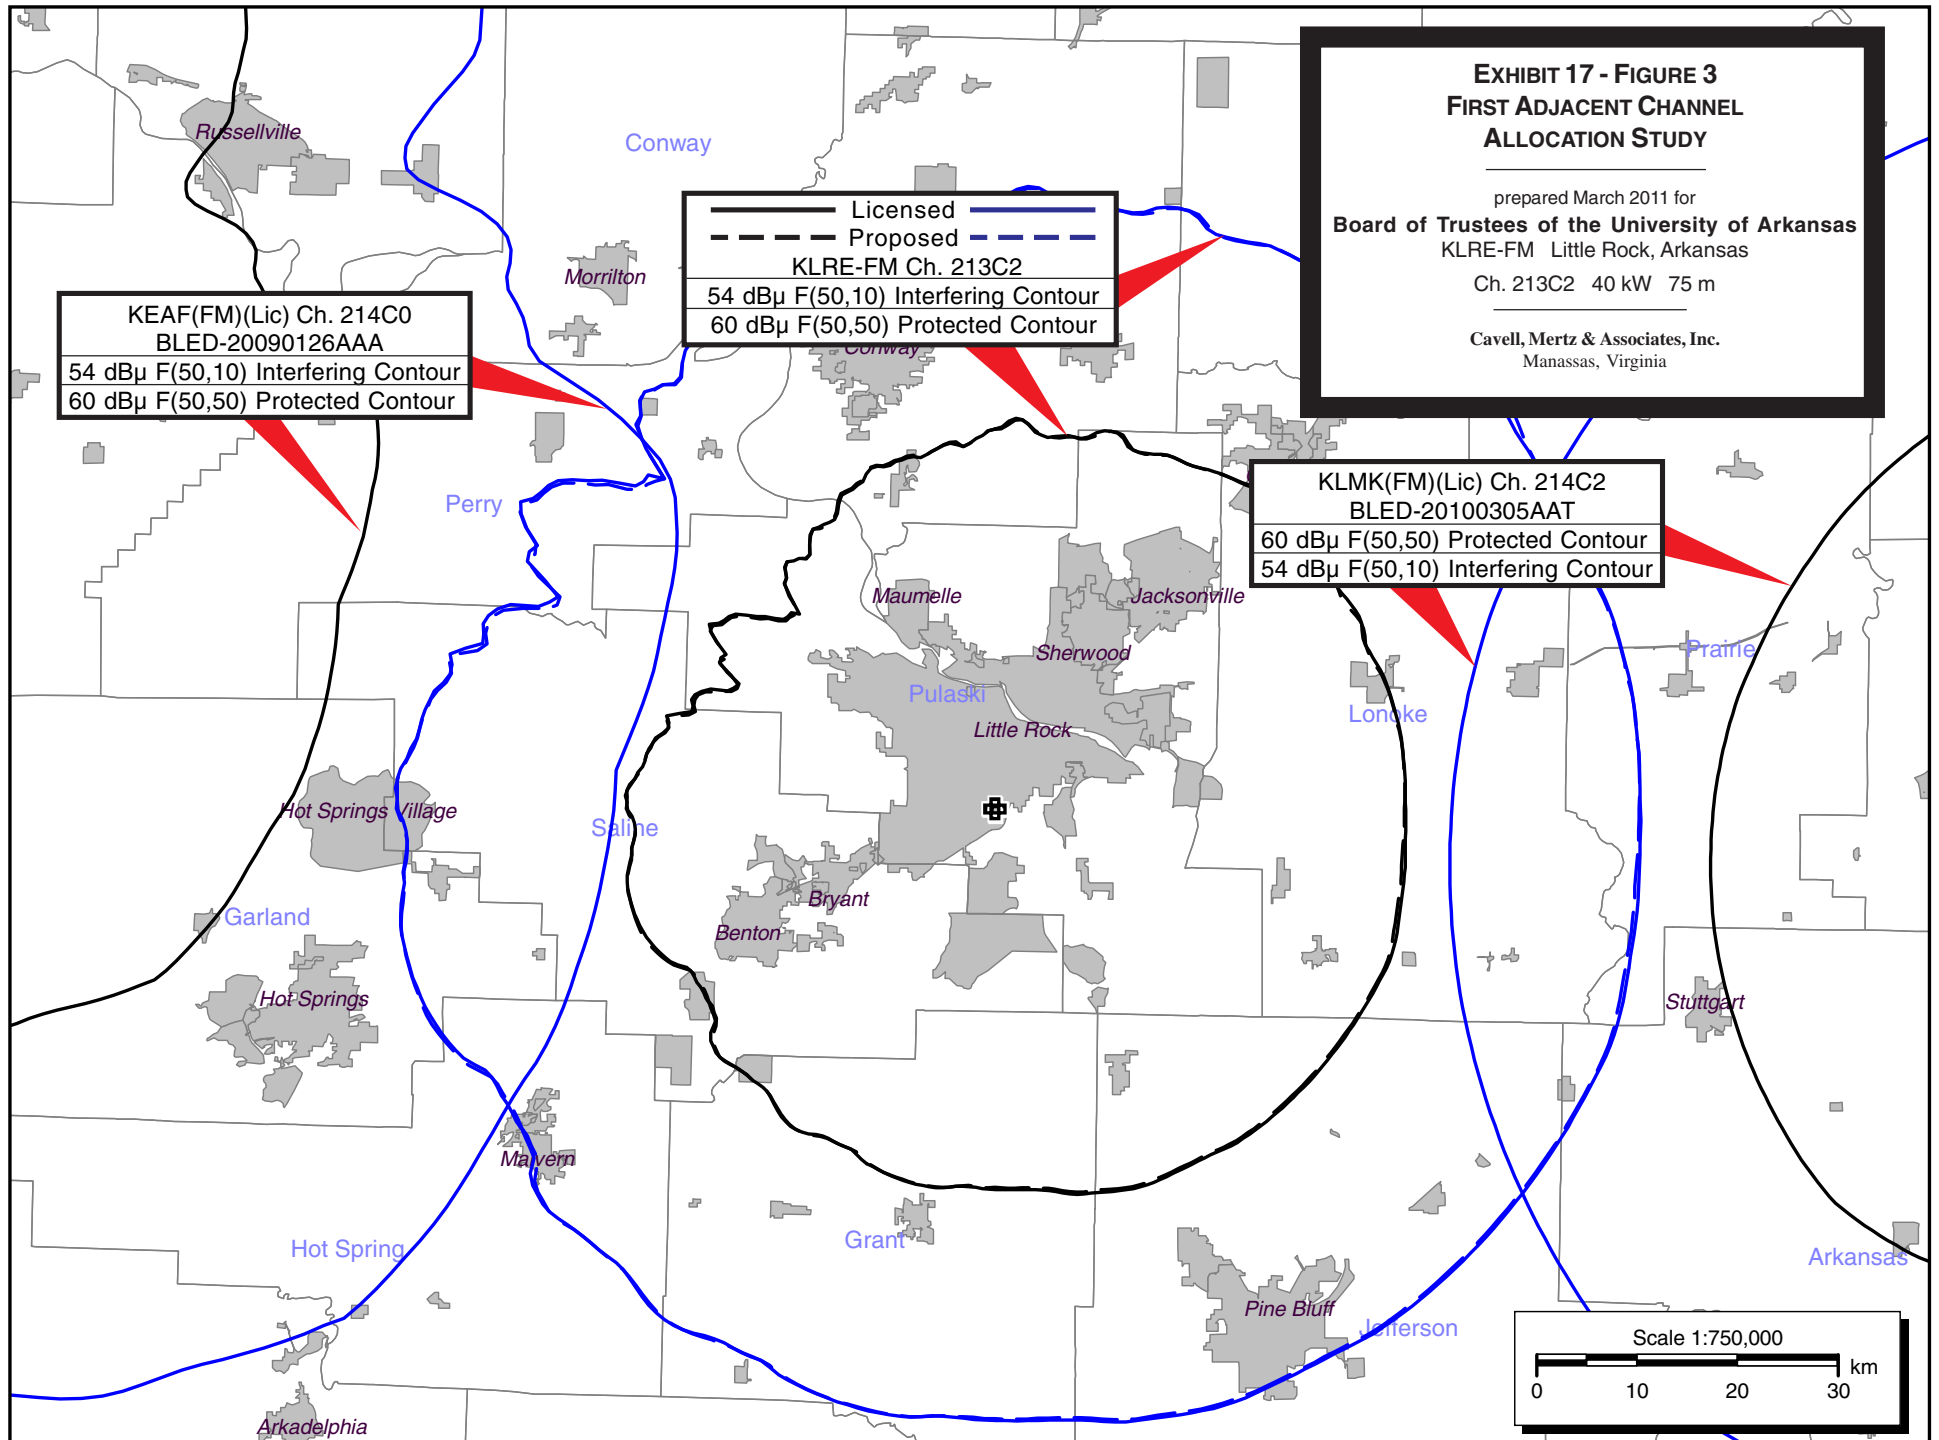 EXHIBIT 17 - FIGURE 3
FIRST ADJACENT CHANNEL
ALLOCATION STUDY
prepared March 2011 for
Board of Trustees of the University of Arkansas
KLRE-FM Little Rock, Arkansas
Ch. 213C2 40 kW 75 m
Cavell, Mertz & Associates, Inc.
Manassas, Virginia
Russellville
Conway
Licensed
Proposed
KLRE-FM Ch. 213C2
54 dBµ F(50,10) Interfering Contour
60 dBµ F(50,50) Protected Contour
Morrilton
KEAF(FM)(Lic) Ch. 214C0
BLED-20090126AAA
54 dBµ F(50,10) Interfering Contour
60 dBµ F(50,50) Protected Contour
Conway
KLMK(FM)(Lic) Ch. 214C2
BLED-20100305AAT
60 dBµ F(50,50) Protected Contour
54 dBµ F(50,10) Interfering Contour
Perry
Maumelle
Jacksonville
Sherwood
Prairie
Pulaski
Lonoke
Little Rock
Hot Springs Village
Saline
Bryant
Garland
Benton
Hot Springs
Stuttgart
Malvern
Grant
Hot Spring
Arkansas
Pine Bluff
Jefferson
Scale 1:750,000
km
0 10 20 30
Arkadelphia